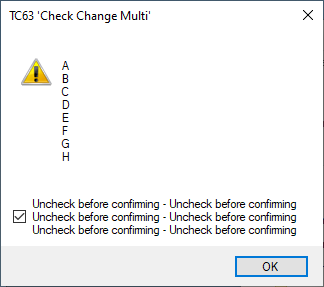 TC63 'Check Change Multi'
A
B
C
D
E
F
G
H
Uncheck before confirming - Uncheck before confirming
Uncheck before confirming - Uncheck before confirming
Uncheck before confirming - Uncheck before confirming
OK